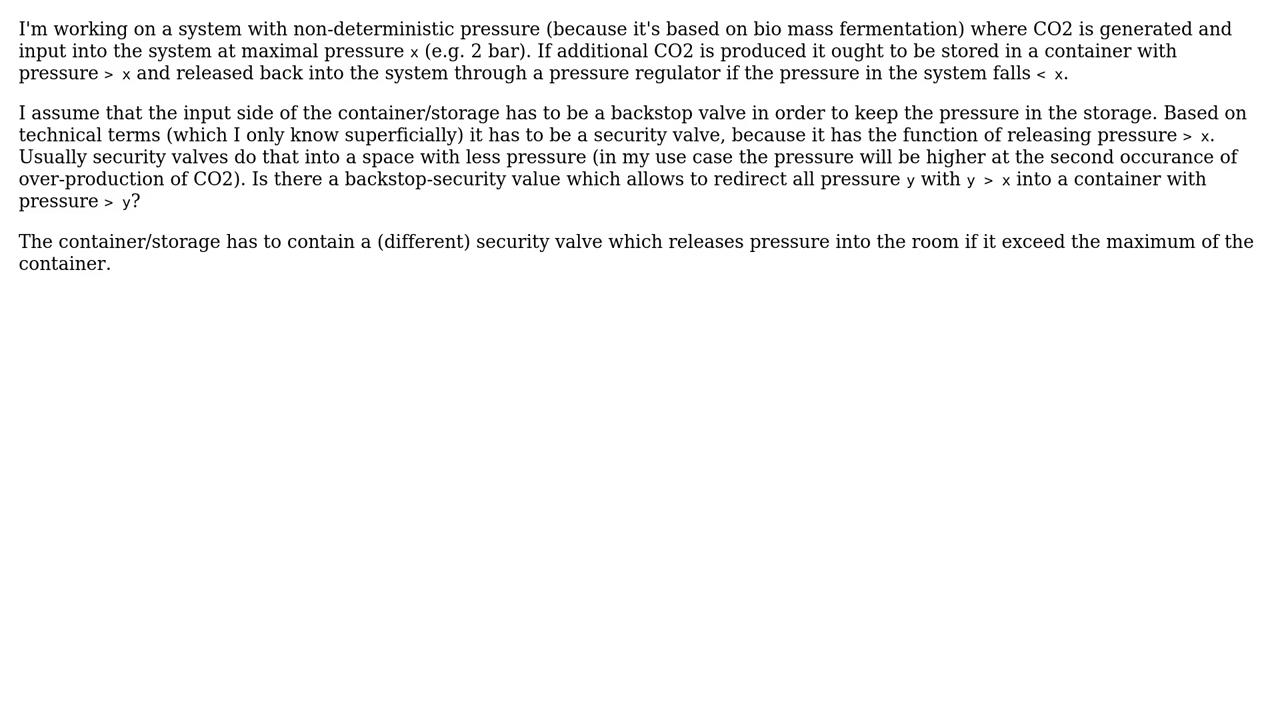 I'm working on a system with non-deterministic pressure (because it's based on bio mass fermentation) where CO2 is generated and
input into the system at maximal pressure x (e.g. 2 bar). If additional CO2 is produced it ought to be stored in a container with
pressure > x and released back into the system through a pressure regulator if the pressure in the system falls < x.
I assume that the input side of the container/storage has to be a backstop valve in order to keep the pressure in the storage. Based on
technical terms (which I only know superficially) it has to be a security valve, because it has the function of releasing pressure > x.
Usually security valves do that into a space with less pressure (in my use case the pressure will be higher at the second occurance of
over-production of CO2). Is there a backstop-security value which allows to redirect all pressure y with y > x into a container with
pressure > y?
The container/storage has to contain a (different) security valve which releases pressure into the room if it exceed the maximum of the
container.